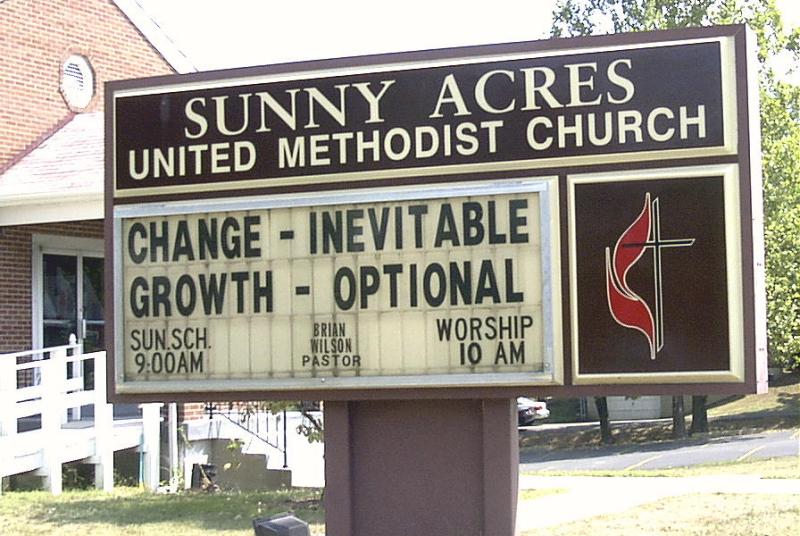 SUNNY ACRES
UNITED METHODIST CHURCH
CHANGE - INEVITABLE
GROWTH - OPTIONAL
SUN.SCH.
9:00AM
BRIAN
WILSON
PASTOR
WORSHIP
10 AM